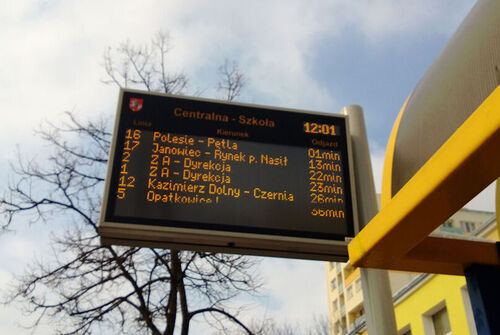 Centralna - Szkoła 12:01
Linia Kierunek Odjazd
16 Polesie - Pętla 01min
17 Janowiec - Rynek p. Nasił 13min
2 Z A - Dyrekcja 22min
1 Z A - Dyrekcja 23min
12 Kazimierz Dolny - Czernia 26min
5 Opatkowice I 36min